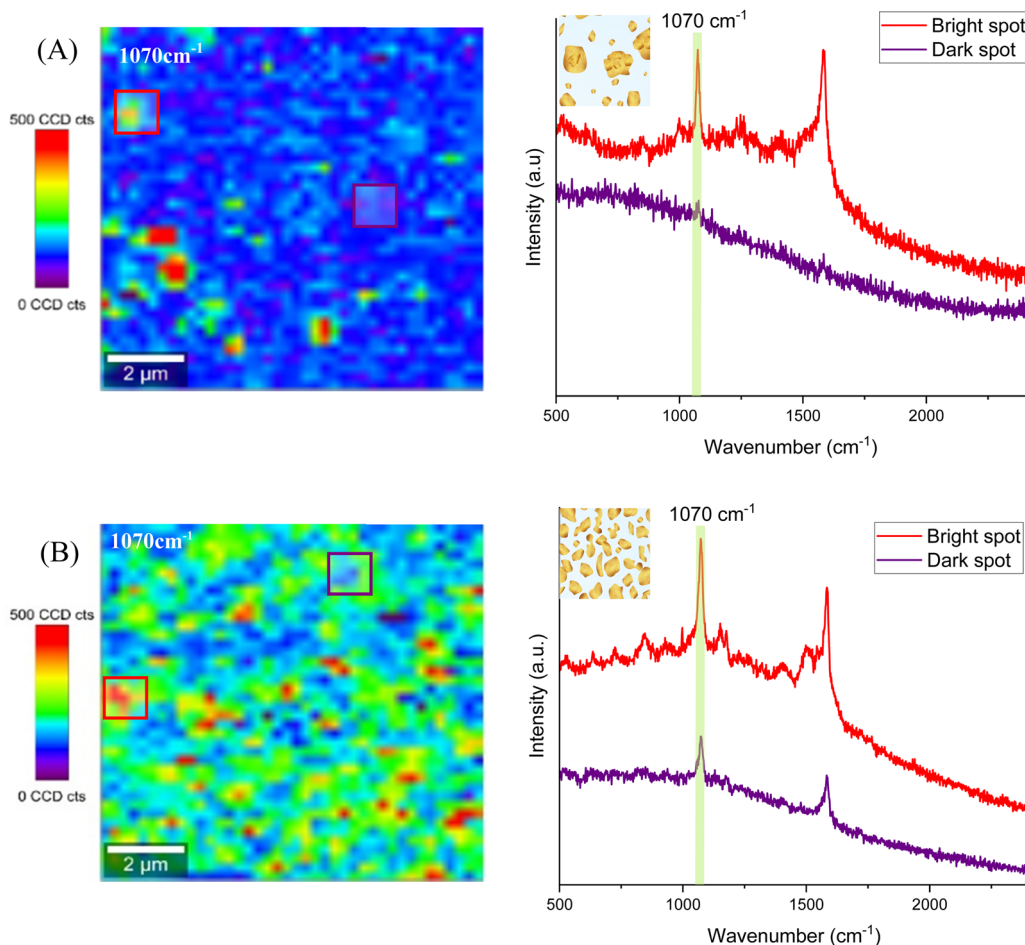 (A)
1070cm⁻¹
500 CCD cts
0 CCD cts
2 µm
1070 cm⁻¹
Bright spot
Dark spot
Intensity (a.u)
500
1000
1500
2000
Wavenumber (cm⁻¹)
(B)
1070cm⁻¹
500 CCD cts
0 CCD cts
2 µm
1070 cm⁻¹
Bright spot
Dark spot
Intensity (a.u.)
500
1000
1500
2000
Wavenumber (cm⁻¹)